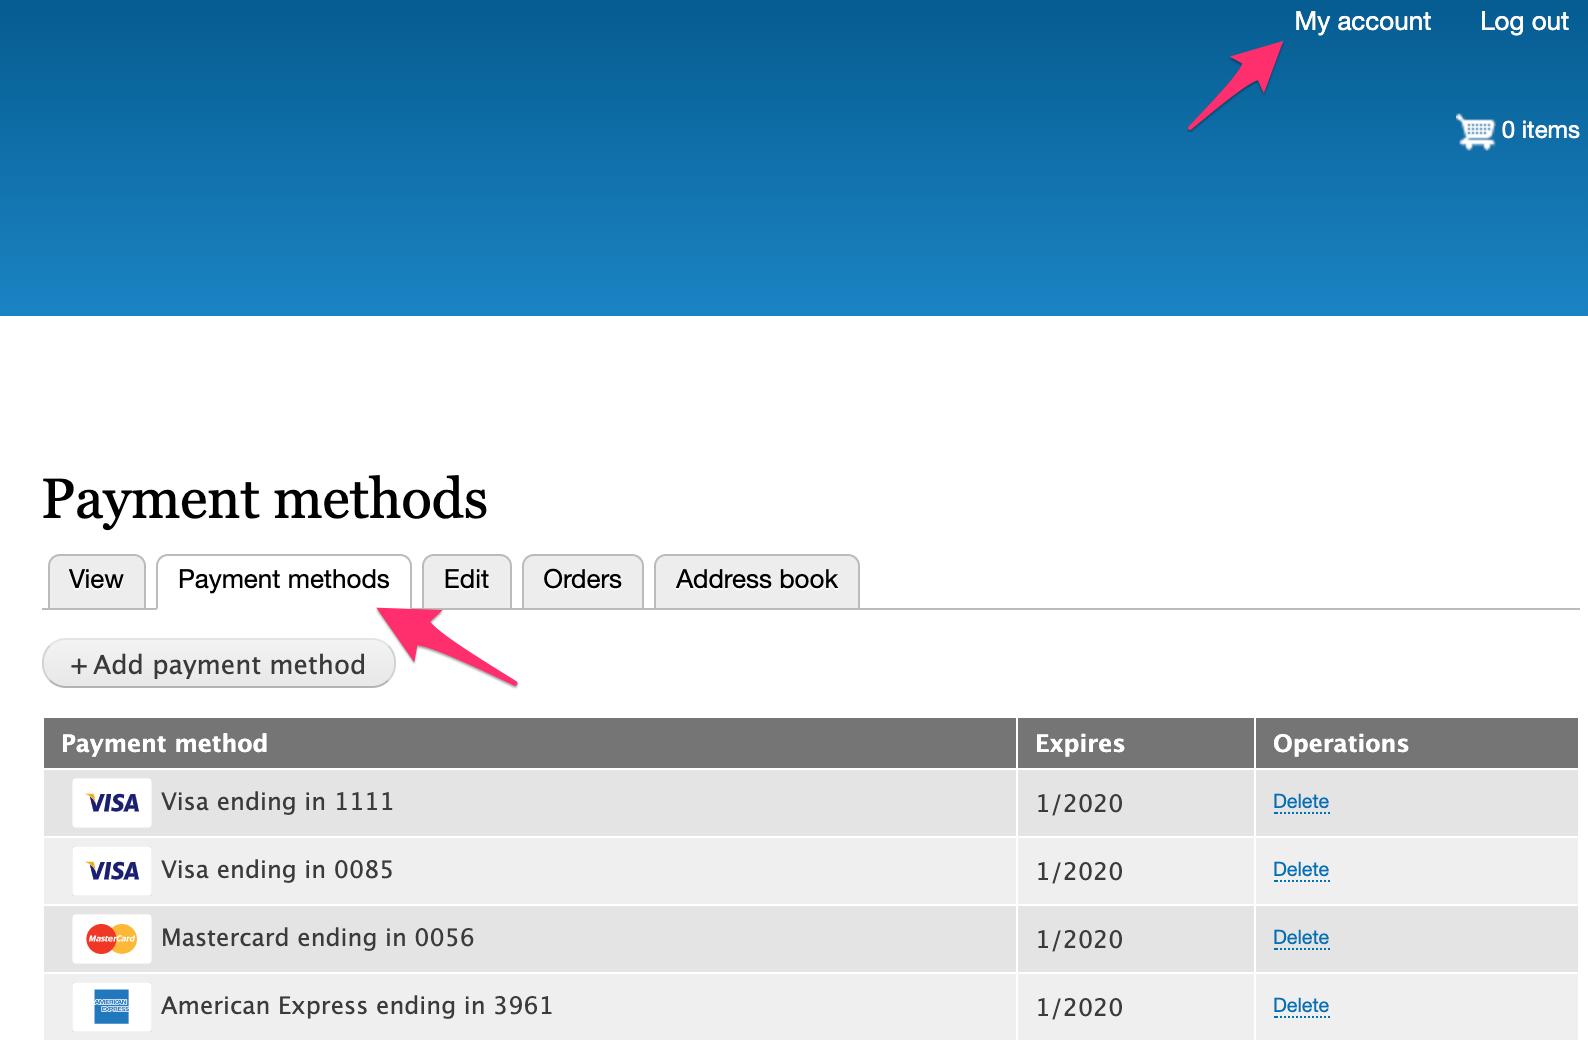 My account Log out
0 items
Payment methods
View Payment methods Edit Orders Address book
+ Add payment method
Payment method Expires Operations
VISA Visa ending in 1111 1/2020 Delete
VISA Visa ending in 0085 1/2020 Delete
MasterCard Mastercard ending in 0056 1/2020 Delete
AMERICAN EXPRESS American Express ending in 3961 1/2020 Delete